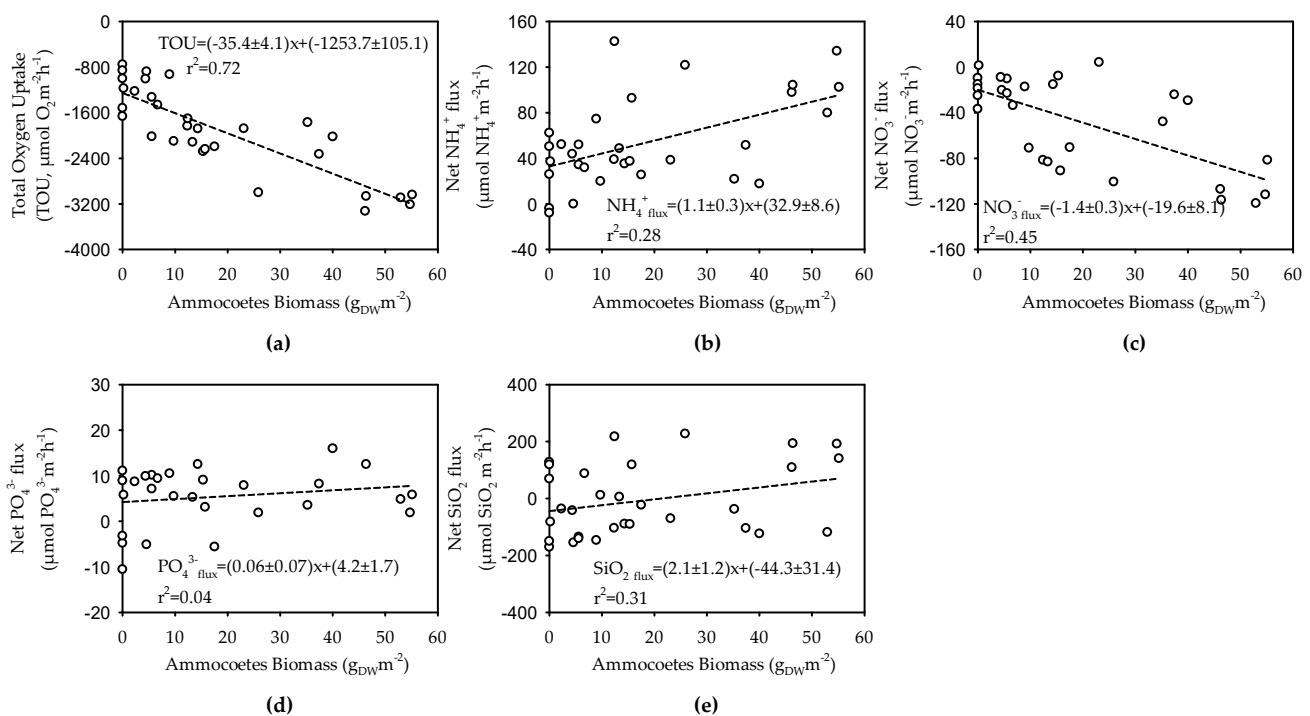 Total Oxygen Uptake
(TOU, µmol O₂m⁻²h⁻¹)
0
-800
-1600
-2400
-3200
-4000
TOU=(-35.4±4.1)x+(-1253.7±105.1)
r²=0.72
0 10 20 30 40 50 60
Ammocoetes Biomass (g_DWm⁻²)
(a)
Net NH₄⁺ flux
(µmol NH₄⁺m⁻²h⁻¹)
160
120
80
40
0
-40
NH₄⁺ flux=(1.1±0.3)x+(32.9±8.6)
r²=0.28
0 10 20 30 40 50 60
Ammocoetes Biomass (g_DWm⁻²)
(b)
Net NO₃⁻ flux
(µmol NO₃⁻m⁻²h⁻¹)
40
0
-40
-80
-120
-160
NO₃⁻ flux=(-1.4±0.3)x+(-19.6±8.1)
r²=0.45
0 10 20 30 40 50 60
Ammocoetes Biomass (g_DWm⁻²)
(c)
Net PO₄³⁻ flux
(µmol PO₄³⁻m⁻²h⁻¹)
30
20
10
0
-10
-20
PO₄³⁻ flux=(0.06±0.07)x+(4.2±1.7)
r²=0.04
0 10 20 30 40 50 60
Ammocoetes Biomass (g_DWm⁻²)
(d)
Net SiO₂ flux
(µmol SiO₂ m⁻²h⁻¹)
400
200
0
-200
-400
SiO₂ flux=(2.1±1.2)x+(-44.3±31.4)
r²=0.31
0 10 20 30 40 50 60
Ammocoetes Biomass (g_DWm⁻²)
(e)